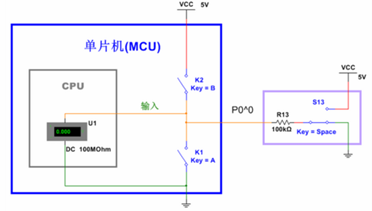 VCC 5V
单片机(MCU)
VCC
5V
CPU
K2
Key = B
输入
S13
P0^0
U1
0.000
R13
100kΩ
Key = Space
DC 100MOhm
K1
Key = A